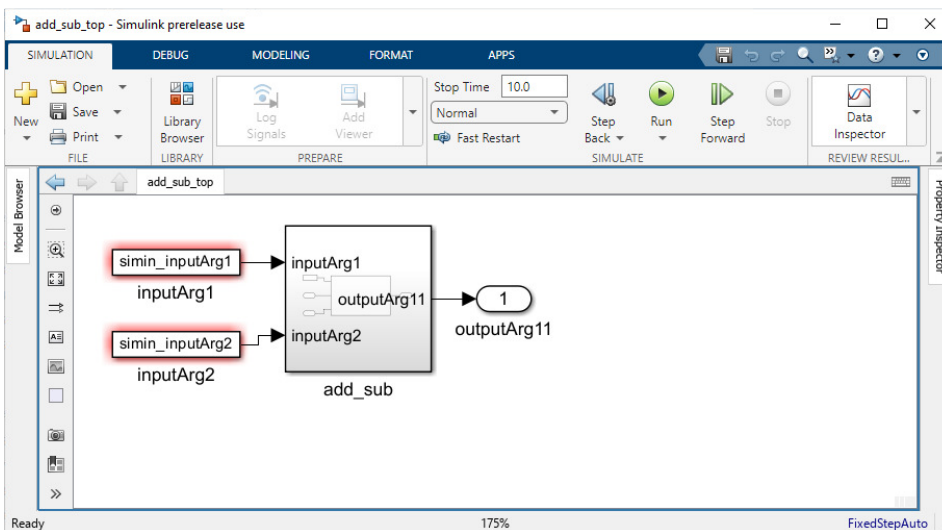 add_sub_top - Simulink prerelease use
SIMULATION DEBUG MODELING FORMAT APPS
New
Open
Save
Print
FILE
Library Browser
LIBRARY
Log Signals
Add Viewer
PREPARE
Stop Time 10.0
Normal
Fast Restart
Step Back
Run
Step Forward
Stop
SIMULATE
Data Inspector
REVIEW RESUL...
Model Browser
add_sub_top
Property Inspector
simin_inputArg1
inputArg1
simin_inputArg2
inputArg2
inputArg1
outputArg11
inputArg2
add_sub
1
outputArg11
Ready 175% FixedStepAuto